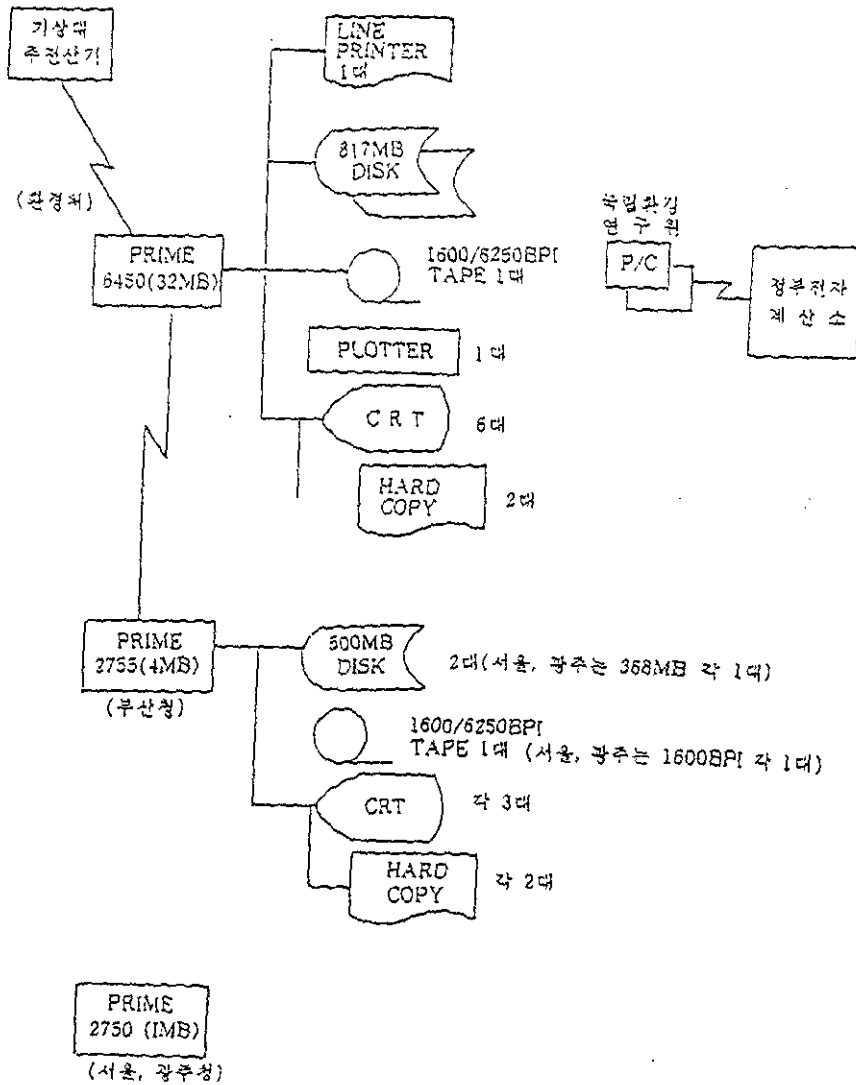 기상대
주전산기
LINE
PRINTER
1대
817MB
DISK
(환경처)
PRIME
6450(32MB)
1600/6250BPI
TAPE 1대
국립환경
연구원
P/C
정부전자
계산소
PLOTTER 1대
CRT 6대
HARD
COPY 2대
PRIME
2755(4MB)
(부산청)
500MB
DISK
2대(서울, 광주는 368MB 각 1대)
1600/6250BPI
TAPE 1대 (서울, 광주는 1600BPI 각 1대)
CRT 각 3대
HARD
COPY 각 2대
PRIME
2750 (1MB)
(서울, 광주청)